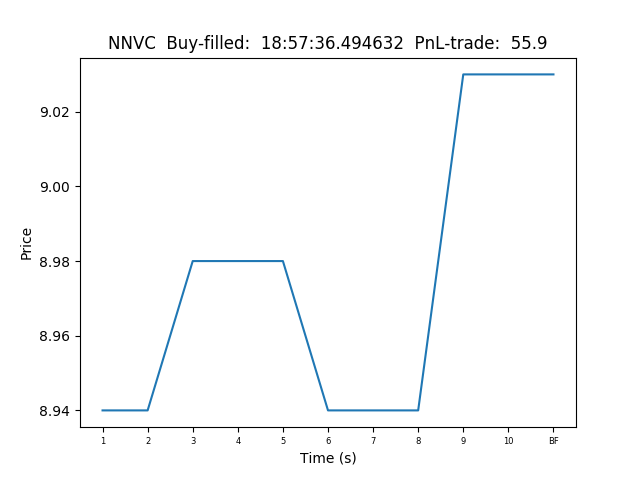 NNVC  Buy-filled:  18:57:36.494632  PnL-trade:  55.9
Price
9.02
9.00
8.98
8.96
8.94
1 2 3 4 5 6 7 8 9 10 BF
Time (s)